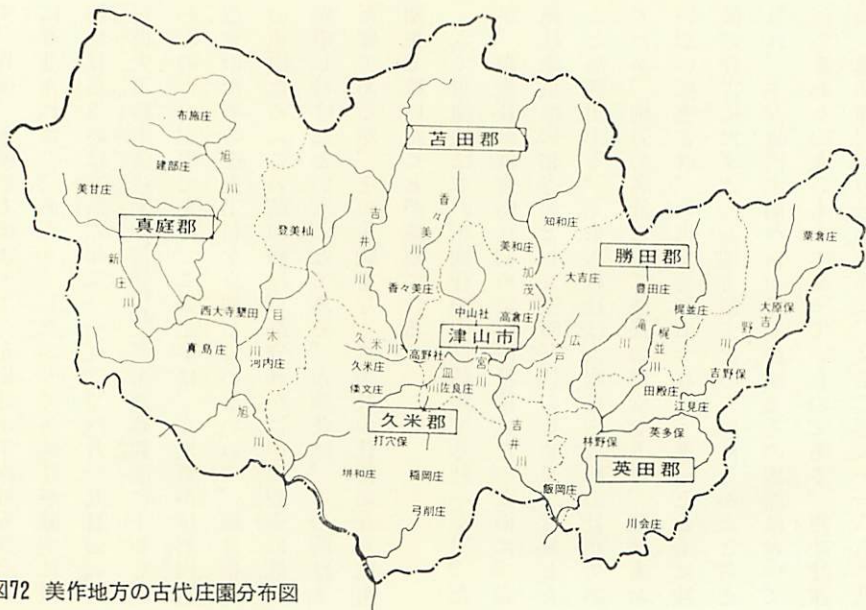 布施庄
建部庄
旭川
美甘庄
真庭郡
新庄川
西大寺墾田
目木川
真島庄
河内庄
旭川
登美杣
苫田郡
吉井川
香々美川
香々美庄
美和庄
知和庄
加茂川
中山社
高倉庄
津山市
高野社
宮川
久米川
久米庄
皿川
佐良庄
倭文庄
久米郡
打穴保
垪和庄
稲岡庄
弓削庄
吉井川
勝田郡
大吉庄
豊田庄
梶並庄
広戸川
滝川
梶並川
田殿庄
粟倉庄
大原保
吉野川
吉野保
江見庄
林野保
英多保
英田郡
飯岡庄
川会庄
図72 美作地方の古代庄園分布図